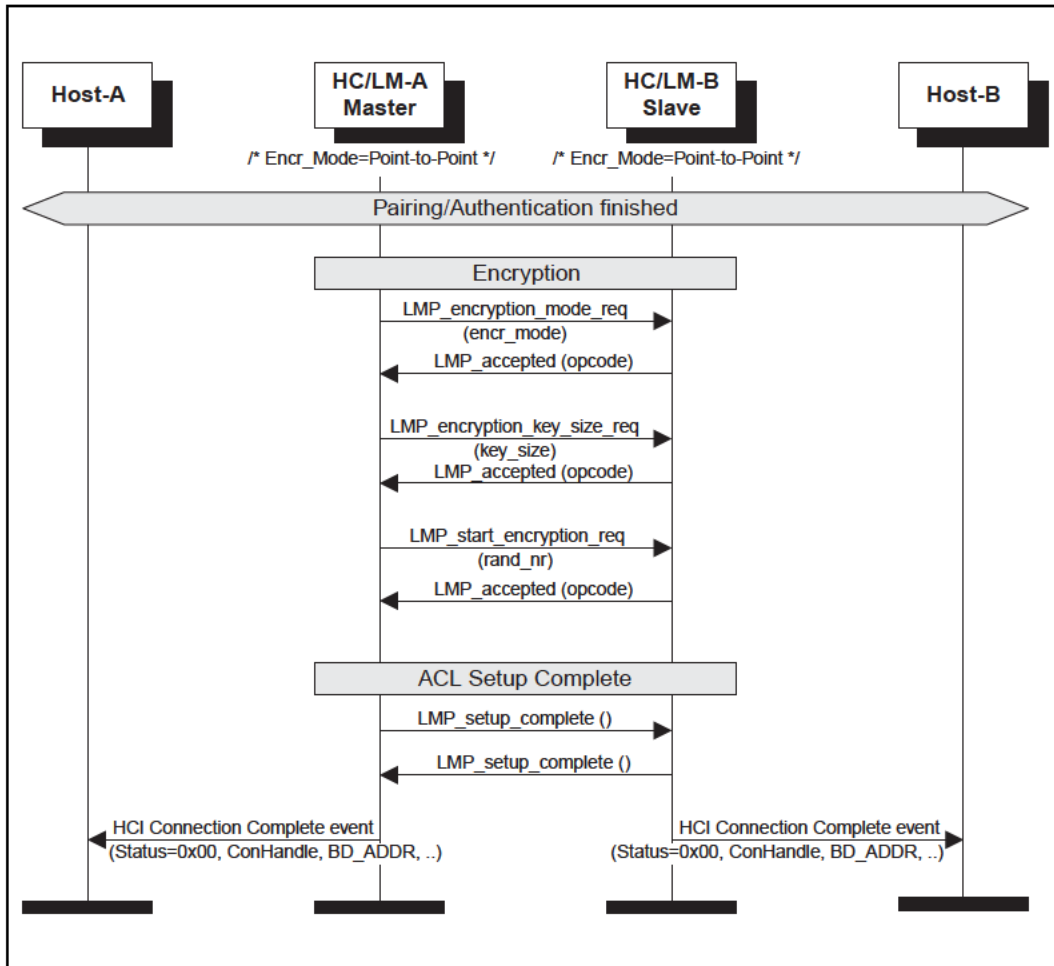 Host-A
HC/LM-A
Master
HC/LM-B
Slave
Host-B
/* Encr_Mode=Point-to-Point */
/* Encr_Mode=Point-to-Point */
Pairing/Authentication finished
Encryption
LMP_encryption_mode_req
(encr_mode)
LMP_accepted (opcode)
LMP_encryption_key_size_req
(key_size)
LMP_accepted (opcode)
LMP_start_encryption_req
(rand_nr)
LMP_accepted (opcode)
ACL Setup Complete
LMP_setup_complete ()
LMP_setup_complete ()
HCI Connection Complete event
(Status=0x00, ConHandle, BD_ADDR, ..)
HCI Connection Complete event
(Status=0x00, ConHandle, BD_ADDR, ..)